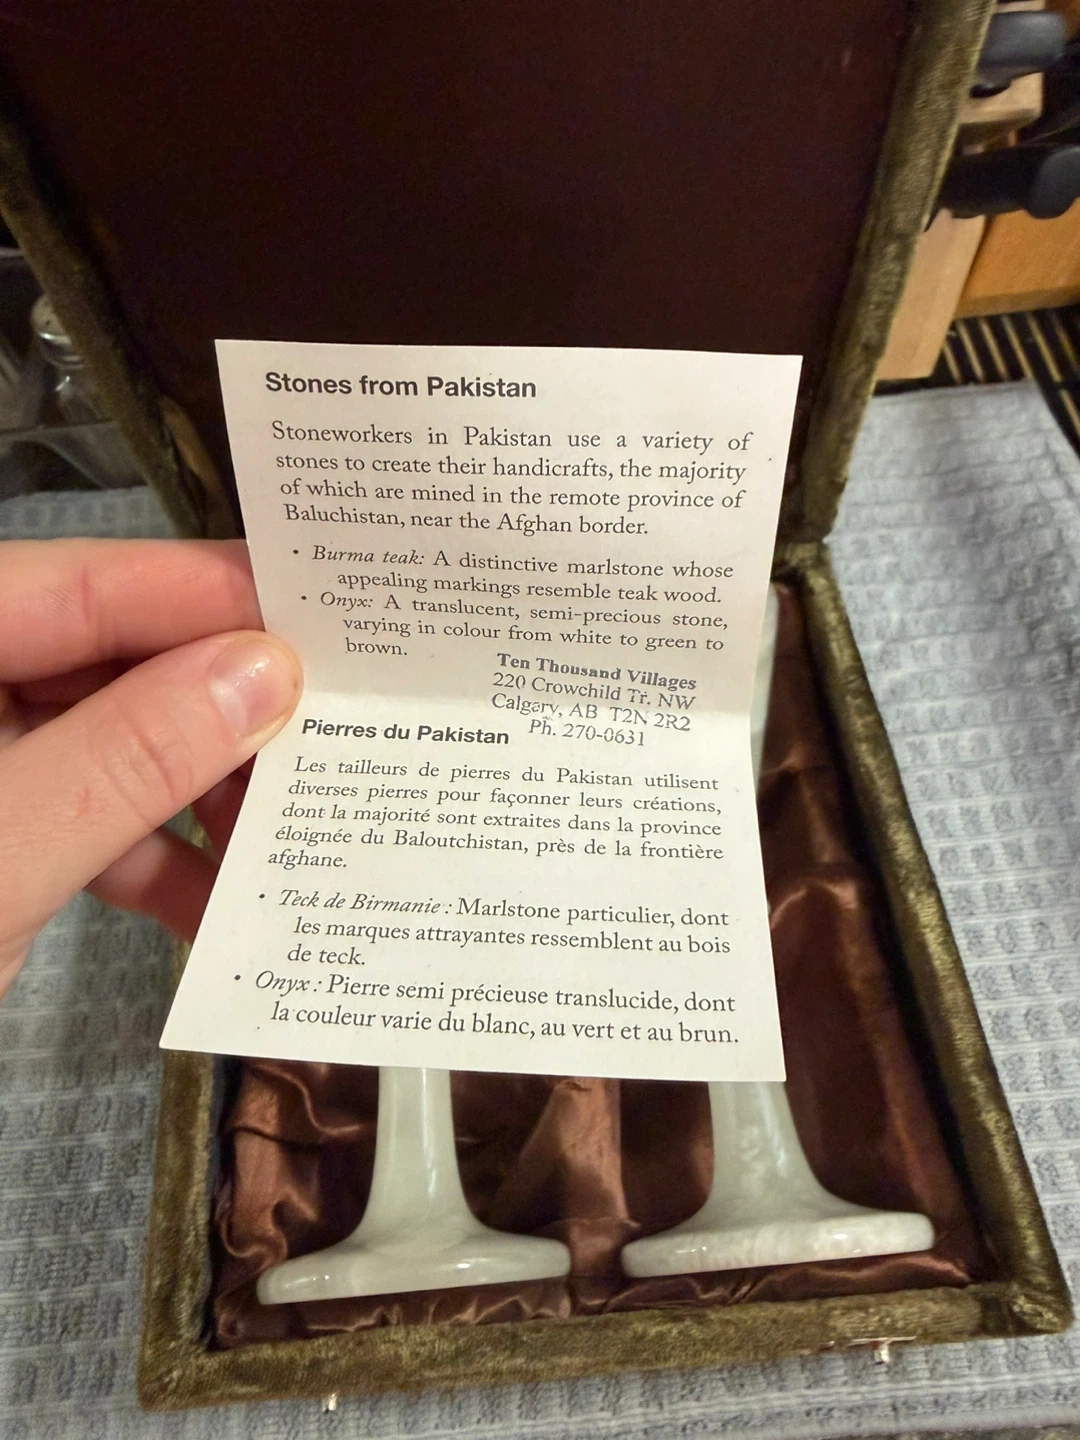 Stones from Pakistan
Stoneworkers in Pakistan use a variety of
stones to create their handicrafts, the majority
of which are mined in the remote province of
Baluchistan, near the Afghan border.
• Burma teak: A distinctive marlstone whose
appealing markings resemble teak wood.
• Onyx: A translucent, semi-precious stone,
varying in colour from white to green to
brown.
Ten Thousand Villages
220 Crowchild Tr. NW
Calgary, AB T2N 2R2
Ph. 270-0631
Pierres du Pakistan
Les tailleurs de pierres du Pakistan utilisent
diverses pierres pour façonner leurs créations,
dont la majorité sont extraites dans la province
éloignée du Baloutchistan, près de la frontière
afghane.
• Teck de Birmanie : Marlstone particulier, dont
les marques attrayantes ressemblent au bois
de teck.
• Onyx : Pierre semi précieuse translucide, dont
la couleur varie du blanc, au vert et au brun.